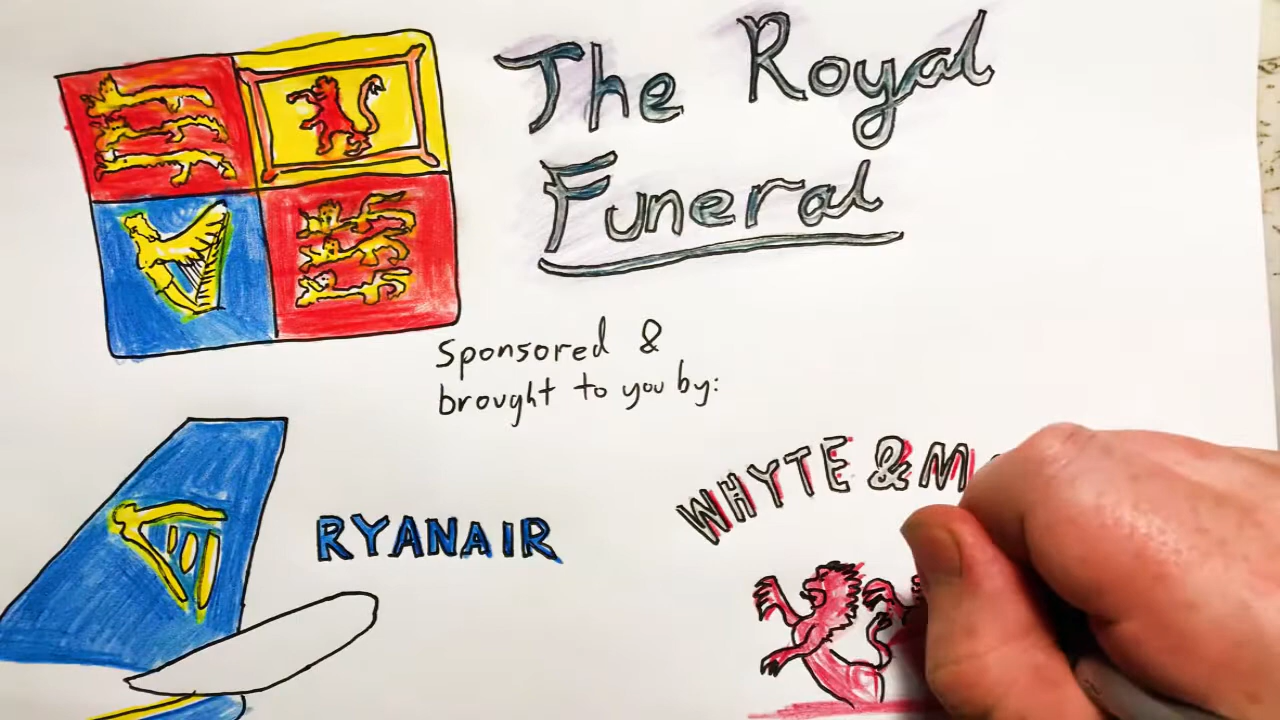 The Royal
Funeral
Sponsored &
brought to you by:
RYANAIR
WHYTE & M